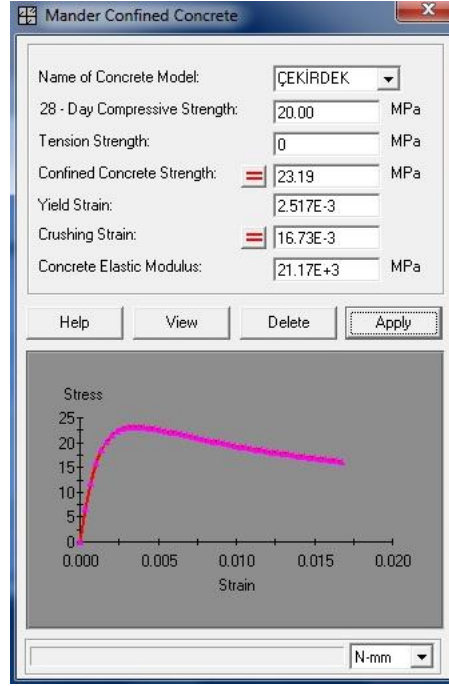 Mander Confined Concrete
Name of Concrete Model: ÇEKİRDEK
28 - Day Compressive Strength: 20.00 MPa
Tension Strength: 0 MPa
Confined Concrete Strength: 23.19 MPa
Yield Strain: 2.517E-3
Crushing Strain: 16.73E-3
Concrete Elastic Modulus: 21.17E+3 MPa
Help View Delete Apply
Stress
25
20
15
10
5
0
0.000 0.005 0.010 0.015 0.020
Strain
N-mm